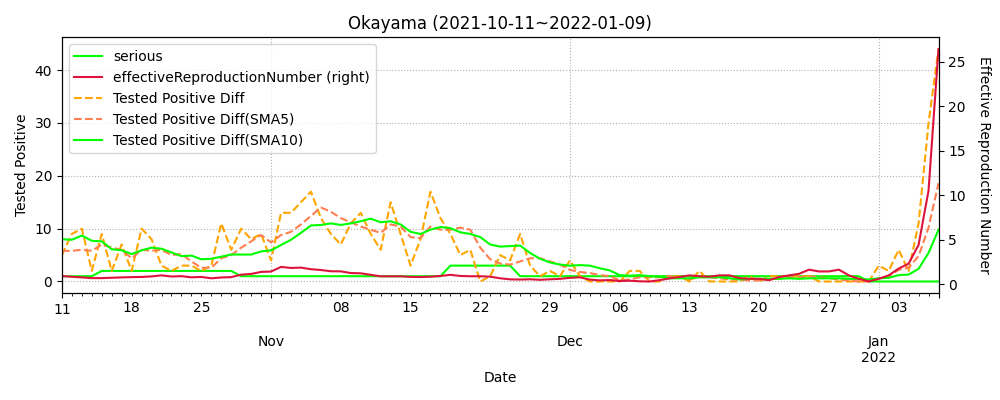 Okayama (2021-10-11~2022-01-09)
serious
effectiveReproductionNumber (right)
Tested Positive Diff
Tested Positive Diff(SMA5)
Tested Positive Diff(SMA10)
Tested Positive
40
30
20
10
0
Effective Reproduction Number
25
20
15
10
5
0
11 18 25 08 15 22 29 06 13 20 27 03
Nov Dec Jan
2022
Date